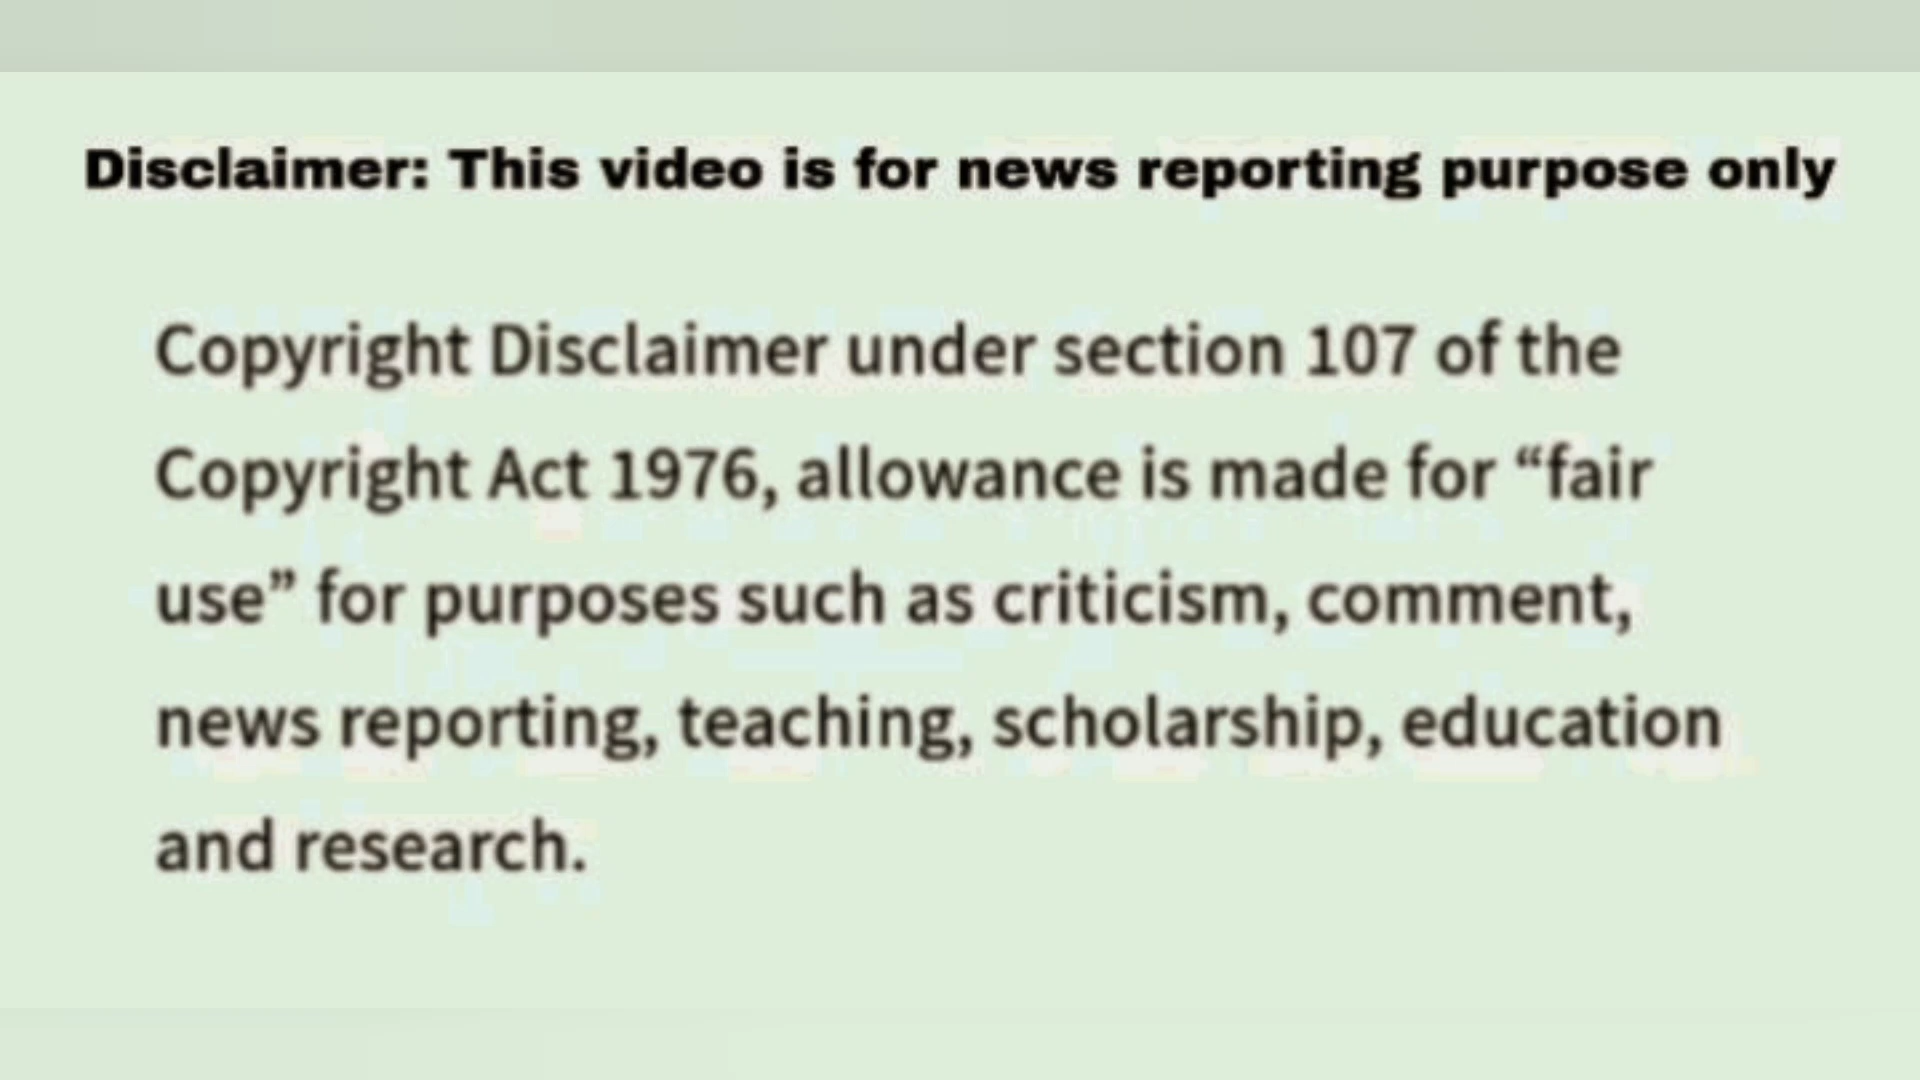 Disclaimer: This video is for news reporting purpose only
Copyright Disclaimer under section 107 of the
Copyright Act 1976, allowance is made for “fair
use” for purposes such as criticism, comment,
news reporting, teaching, scholarship, education
and research.